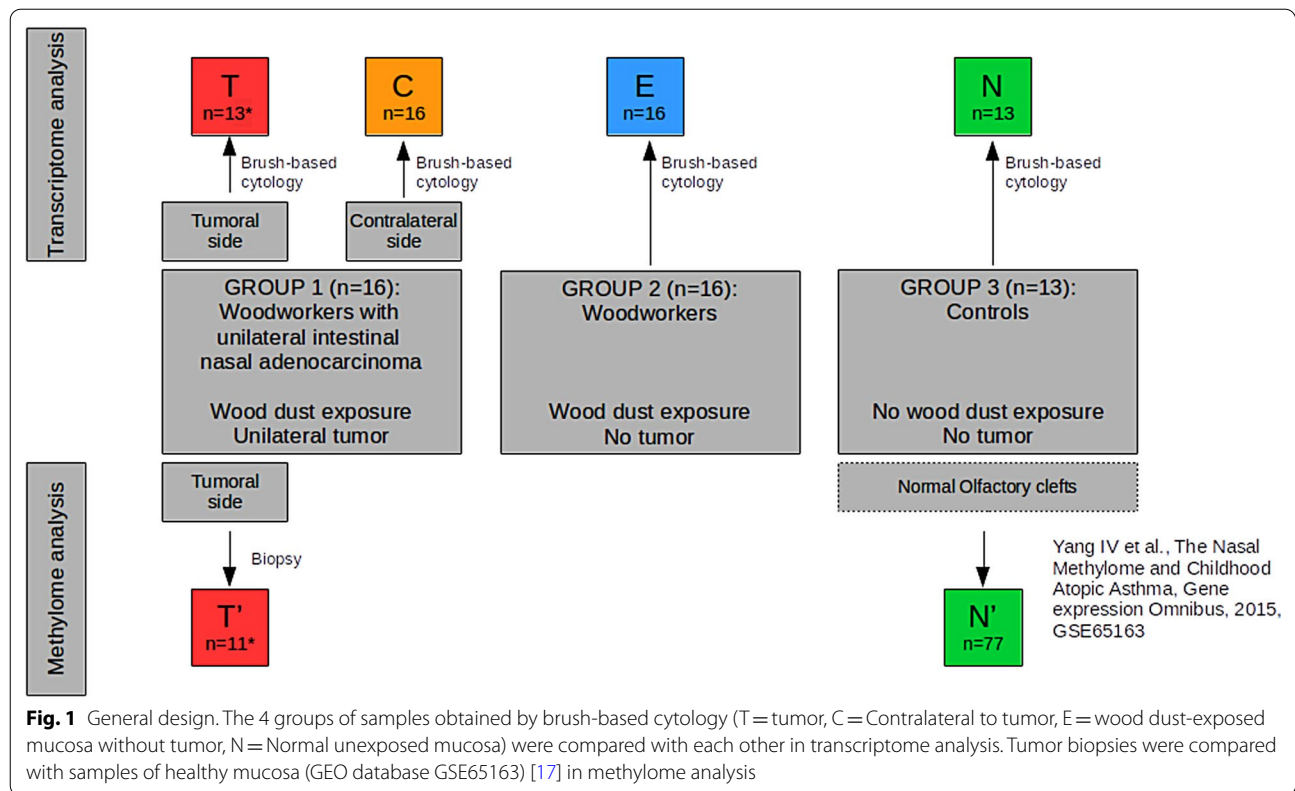 Transcriptome analysis
T
n=13*
C
n=16
E
n=16
N
n=13
Brush-based
cytology
Brush-based
cytology
Brush-based
cytology
Brush-based
cytology
Tumoral
side
Contralateral
side
GROUP 1 (n=16):
Woodworkers with
unilateral intestinal
nasal adenocarcinoma
Wood dust exposure
Unilateral tumor
GROUP 2 (n=16):
Woodworkers
Wood dust exposure
No tumor
GROUP 3 (n=13):
Controls
No wood dust exposure
No tumor
Methylome analysis
Tumoral
side
Biopsy
T’
n=11*
Normal Olfactory clefts
N’
n=77
Yang IV et al., The Nasal
Methylome and Childhood
Atopic Asthma, Gene
expression Omnibus, 2015,
GSE65163
Fig. 1 General design. The 4 groups of samples obtained by brush-based cytology (T = tumor, C = Contralateral to tumor, E = wood dust-exposed
mucosa without tumor, N = Normal unexposed mucosa) were compared with each other in transcriptome analysis. Tumor biopsies were compared
with samples of healthy mucosa (GEO database GSE65163) [17] in methylome analysis